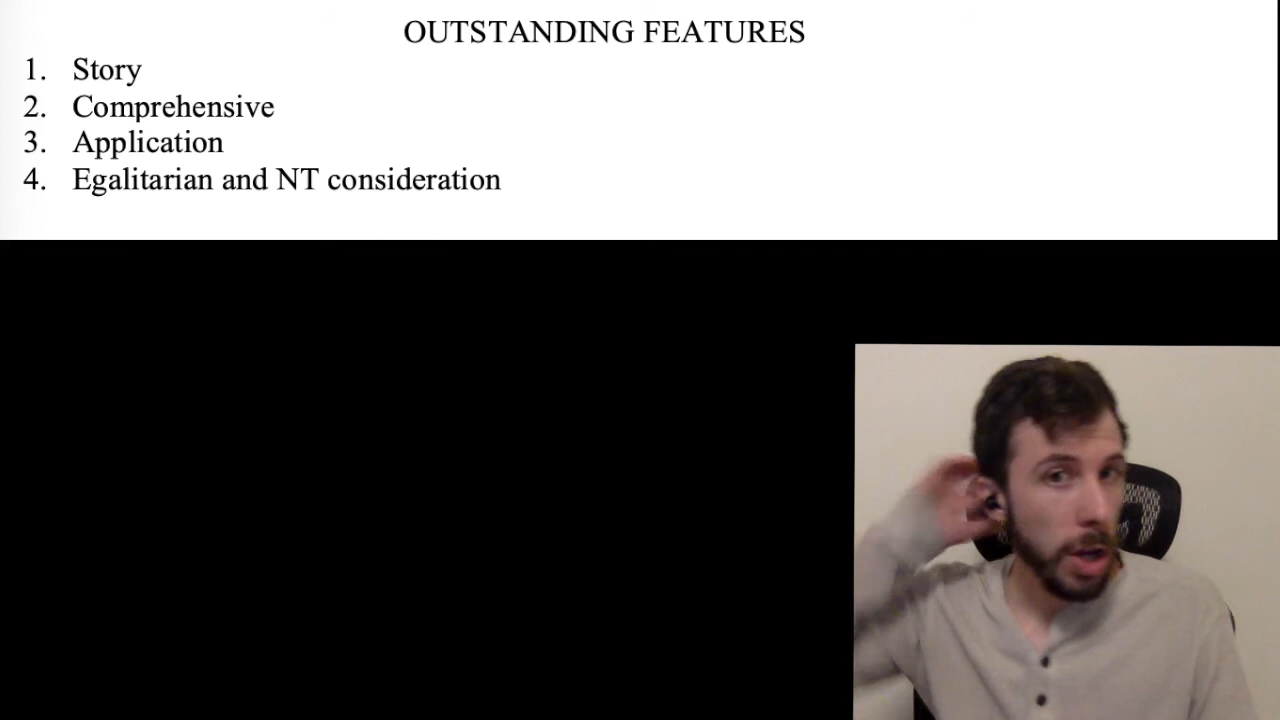 OUTSTANDING FEATURES
1. Story
2. Comprehensive
3. Application
4. Egalitarian and NT consideration